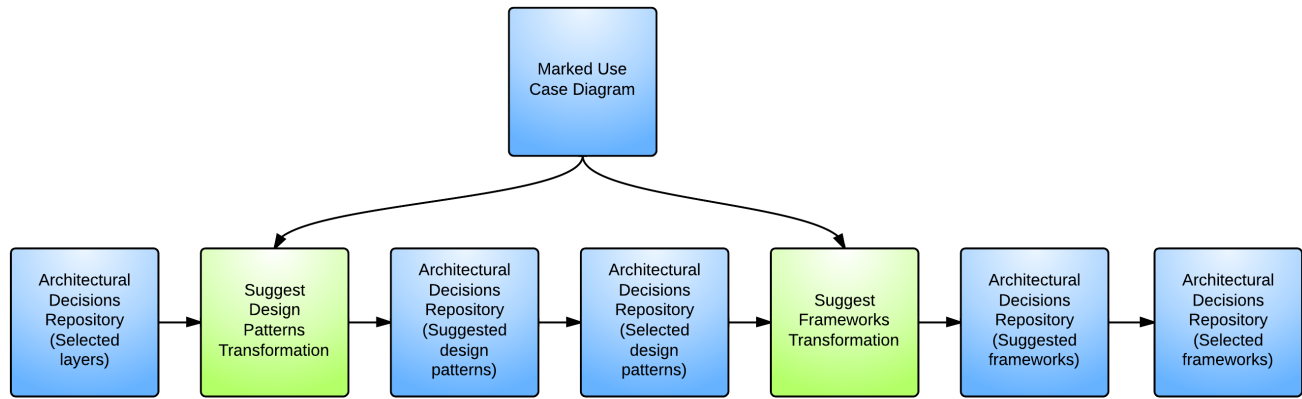 Marked Use
Case Diagram
Architectural
Decisions
Repository
(Selected
layers)
Suggest
Design
Patterns
Transformation
Architectural
Decisions
Repository
(Suggested
design
patterns)
Architectural
Decisions
Repository
(Selected
design
patterns)
Suggest
Frameworks
Transformation
Architectural
Decisions
Repository
(Suggested
frameworks)
Architectural
Decisions
Repository
(Selected
frameworks)